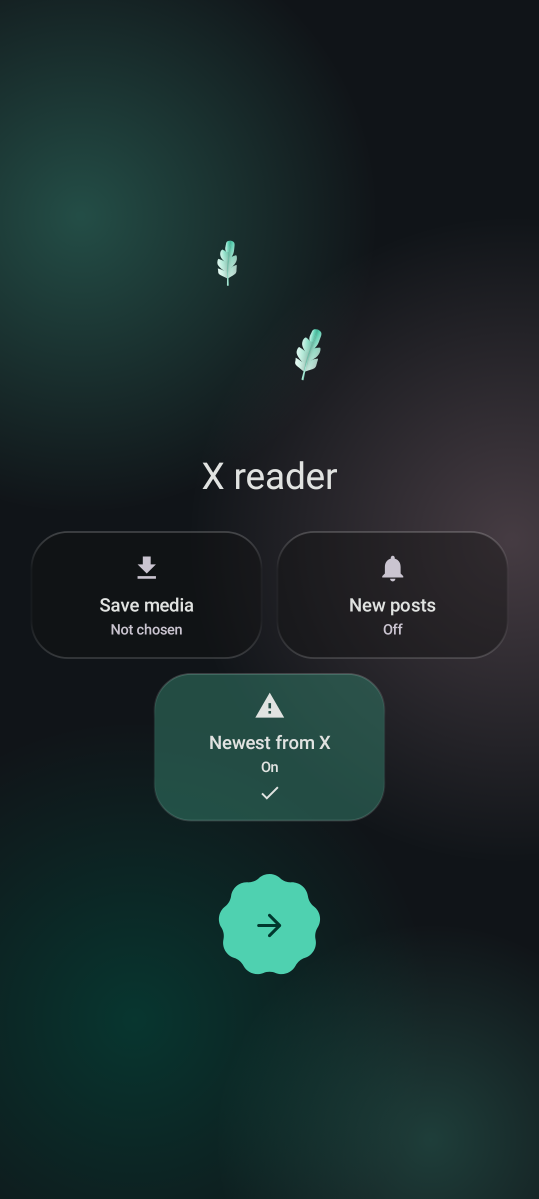 X reader
Save media
Not chosen
New posts
Off
Newest from X
On